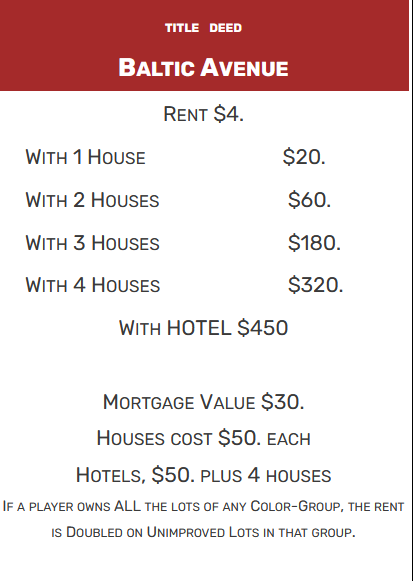 TITLE DEED
BALTIC AVENUE
RENT $4.
WITH 1 HOUSE $20.
WITH 2 HOUSES $60.
WITH 3 HOUSES $180.
WITH 4 HOUSES $320.
WITH HOTEL $450
MORTGAGE VALUE $30.
HOUSES COST $50. EACH
HOTELS, $50. PLUS 4 HOUSES
IF A PLAYER OWNS ALL THE LOTS OF ANY COLOR-GROUP, THE RENT
IS DOUBLED ON UNIMPROVED LOTS IN THAT GROUP.